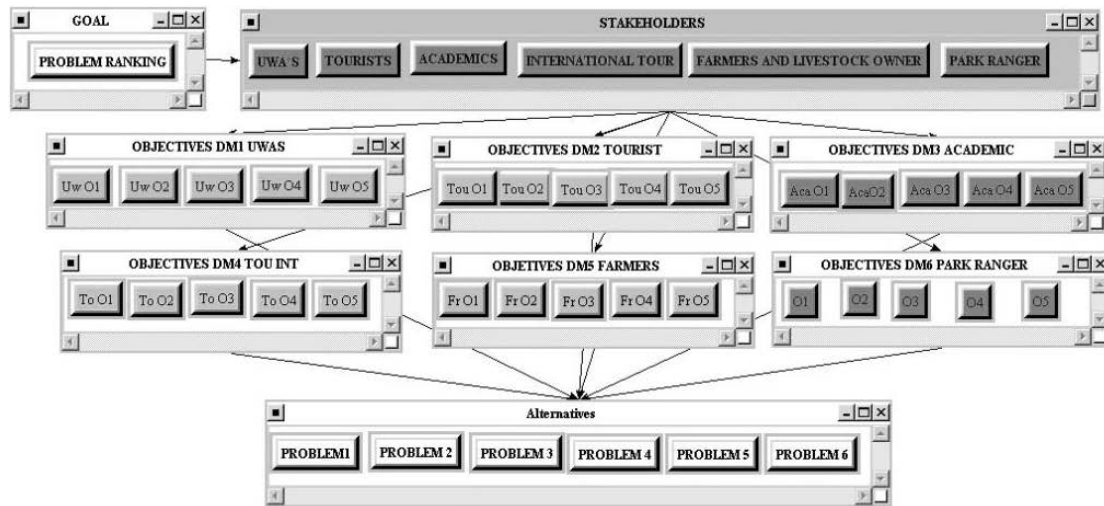 GOAL
PROBLEM RANKING
STAKEHOLDERS
UWA´S TOURISTS ACADEMICS INTERNATIONAL TOUR FARMERS AND LIVESTOCK OWNER PARK RANGER
OBJECTIVES DM1 UWAS
Uw O1 Uw O2 Uw O3 Uw O4 Uw O5
OBJECTIVES DM2 TOURIST
Tou O1 Tou O2 Tou O3 Tou O4 Tou O5
OBJECTIVES DM3 ACADEMIC
Aca O1 AcaO2 Aca O3 Aca O4 Aca O5
OBJECTIVES DM4 TOU INT
To O1 To O2 To O3 To O4 To O5
OBJETIVES DM5 FARMERS
Fr O1 Fr O2 Fr O3 Fr O4 Fr O5
OBJECTIVES DM6 PARK RANGER
O1 O2 O3 O4 O5
Alternatives
PROBLEM1 PROBLEM 2 PROBLEM 3 PROBLEM 4 PROBLEM 5 PROBLEM 6